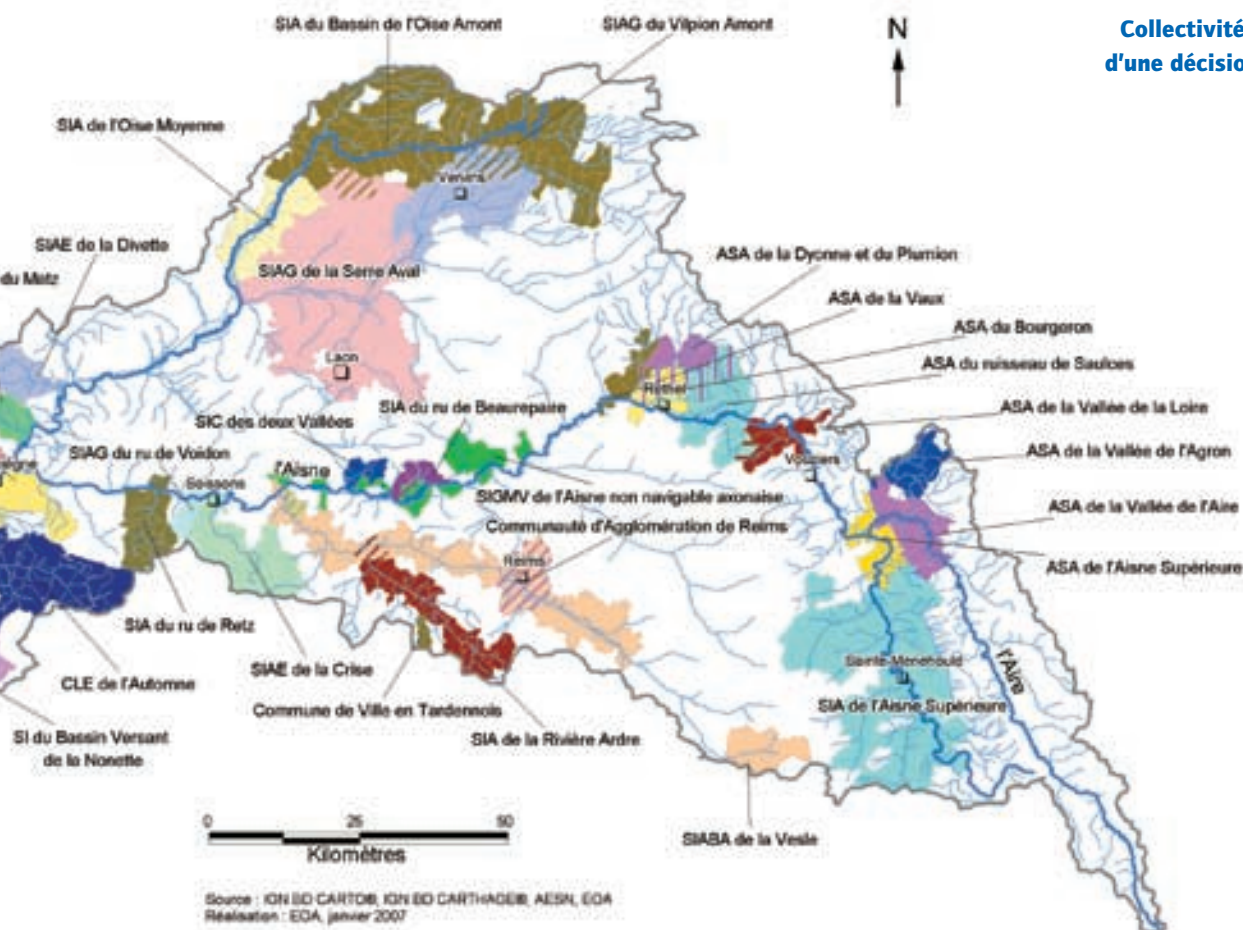 SIA du Bassin de l'Oise Amont
SIAG du Vilpion Amont
N
Collectivité
d'une décisio
SIA de l'Oise Moyenne
Vervins
SIAE de la Divette
du Matz
SIAG de la Serre Aval
ASA de la Dyonne et du Plumion
ASA de la Vaux
ASA du Bourgeron
Laon
ASA du ruisseau de Saulces
Rethel
SIA du ru de Beaurepaire
ASA de la Vallée de la Loire
SIC des deux Vallées
SIAG du ru de Voidon
ASA de la Vallée de l'Agron
Vouziers
l'Aisne
iègne
Soissons
SIGMV de l'Aisne non navigable axonaise
ASA de la Vallée de l'Aire
Communauté d'Agglomération de Reims
Reims
ASA de l'Aisne Supérieure
SIA du ru de Retz
Sainte-Menehould
SIAE de la Crise
l'Aire
CLE de l'Automne
SIA de l'Aisne Supérieure
Commune de Ville en Tardennois
SI du Bassin Versant
de la Nonette
SIA de la Rivière Ardre
0 25 50
Kilomètres
SIABA de la Vesle
Source : IGN BD CARTO®, IGN BD CARTHAGE®, AESN, EOA
Réalisation : EOA, janvier 2007